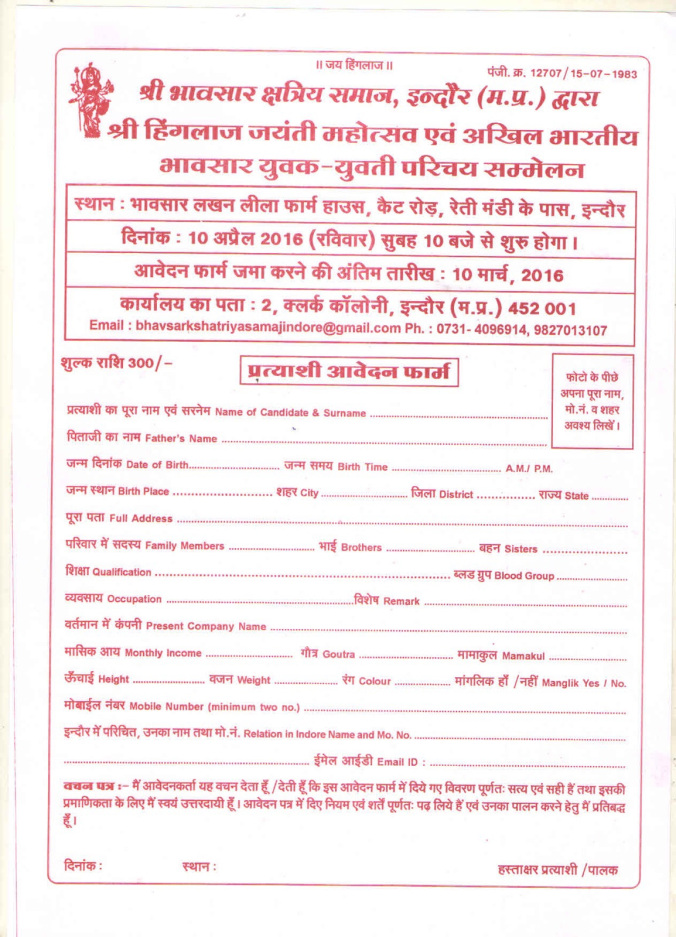 ॥ जय हिंगलाज ॥
पंजी. क्र. 12707/15-07-1983
श्री भावसार क्षत्रिय समाज, इन्दौर (म.प्र.) द्वारा
श्री हिंगलाज जयंती महोत्सव एवं अखिल भारतीय
भावसार युवक-युवती परिचय सम्मेलन
स्थान : भावसार लखन लीला फार्म हाउस, कैट रोड़, रेती मंडी के पास, इन्दौर
दिनांक : 10 अप्रैल 2016 (रविवार) सुबह 10 बजे से शुरु होगा ।
आवेदन फार्म जमा करने की अंतिम तारीख : 10 मार्च, 2016
कार्यालय का पता : 2, क्लर्क कॉलोनी, इन्दौर (म.प्र.) 452 001
Email : bhavsarkshatriyasamajindore@gmail.com Ph. : 0731- 4096914, 9827013107
शुल्क राशि 300/-
प्रत्याशी आवेदन फार्म
फोटो के पीछे
अपना पूरा नाम,
मो.नं. व शहर
अवश्य लिखें ।
प्रत्याशी का पूरा नाम एवं सरनेम Name of Candidate & Surname
पिताजी का नाम Father's Name
जन्म दिनांक Date of Birth जन्म समय Birth Time A.M./ P.M.
जन्म स्थान Birth Place शहर City जिला District राज्य State
पूरा पता Full Address
परिवार में सदस्य Family Members भाई Brothers बहन Sisters
शिक्षा Qualification ब्लड ग्रुप Blood Group
व्यवसाय Occupation विशेष Remark
वर्तमान में कंपनी Present Company Name
मासिक आय Monthly Income गौत्र Goutra मामाकुल Mamakul
ऊँचाई Height वजन Weight रंग Colour मांगलिक हाँ /नहीं Manglik Yes / No.
मोबाईल नंबर Mobile Number (minimum two no.)
इन्दौर में परिचित, उनका नाम तथा मो.नं. Relation in Indore Name and Mo. No.
ईमेल आईडी Email ID :
वचन पत्र :- मैं आवेदनकर्ता यह वचन देता हूँ /देती हूँ कि इस आवेदन फार्म में दिये गए विवरण पूर्णतः सत्य एवं सही हैं तथा इसकी
प्रमाणिकता के लिए मैं स्वयं उत्तरदायी हूँ । आवेदन पत्र में दिए नियम एवं शर्तें पूर्णतः पढ़ लिये हैं एवं उनका पालन करने हेतु मैं प्रतिबद्ध
हूँ ।
दिनांक : स्थान : हस्ताक्षर प्रत्याशी /पालक